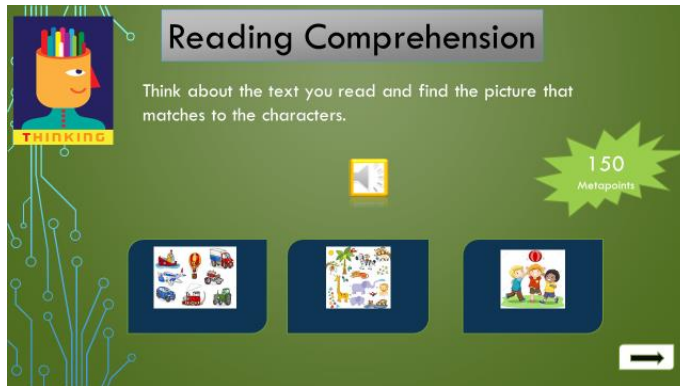 Reading Comprehension
THINKING
Think about the text you read and find the picture that
matches to the characters.
150
Metapoints